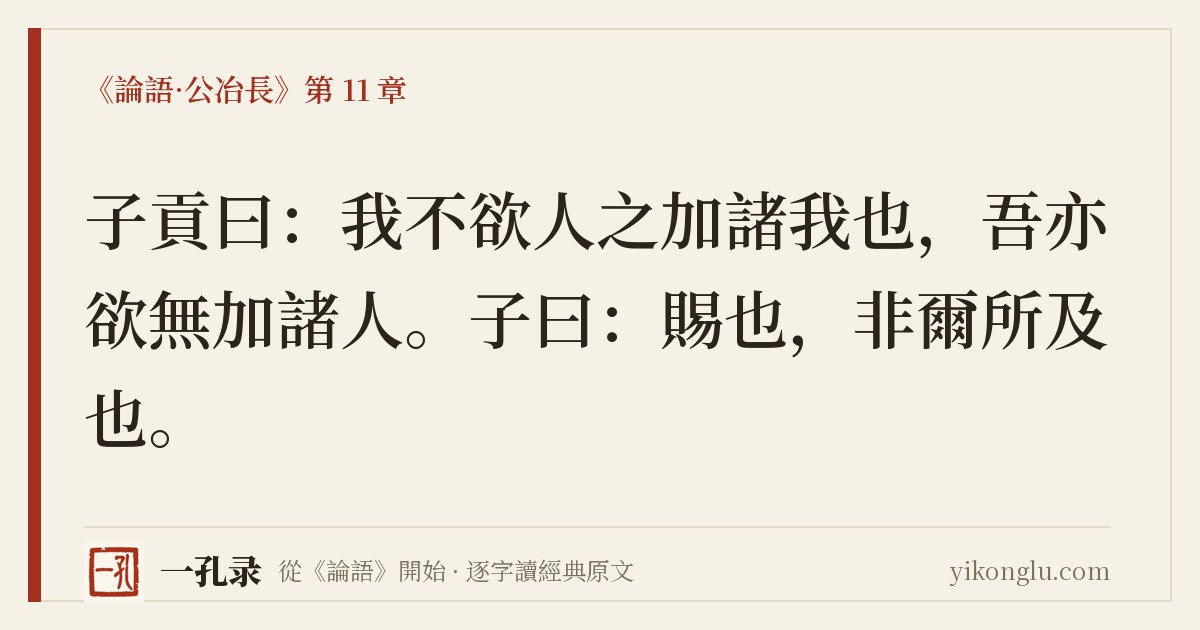 《論語·公冶長》第 11 章
子貢曰：我不欲人之加諸我也，吾亦
欲無加諸人。子曰：賜也，非爾所及
也。
一孔
一孔录 從《論語》開始 · 逐字讀經典原文
yikonglu.com